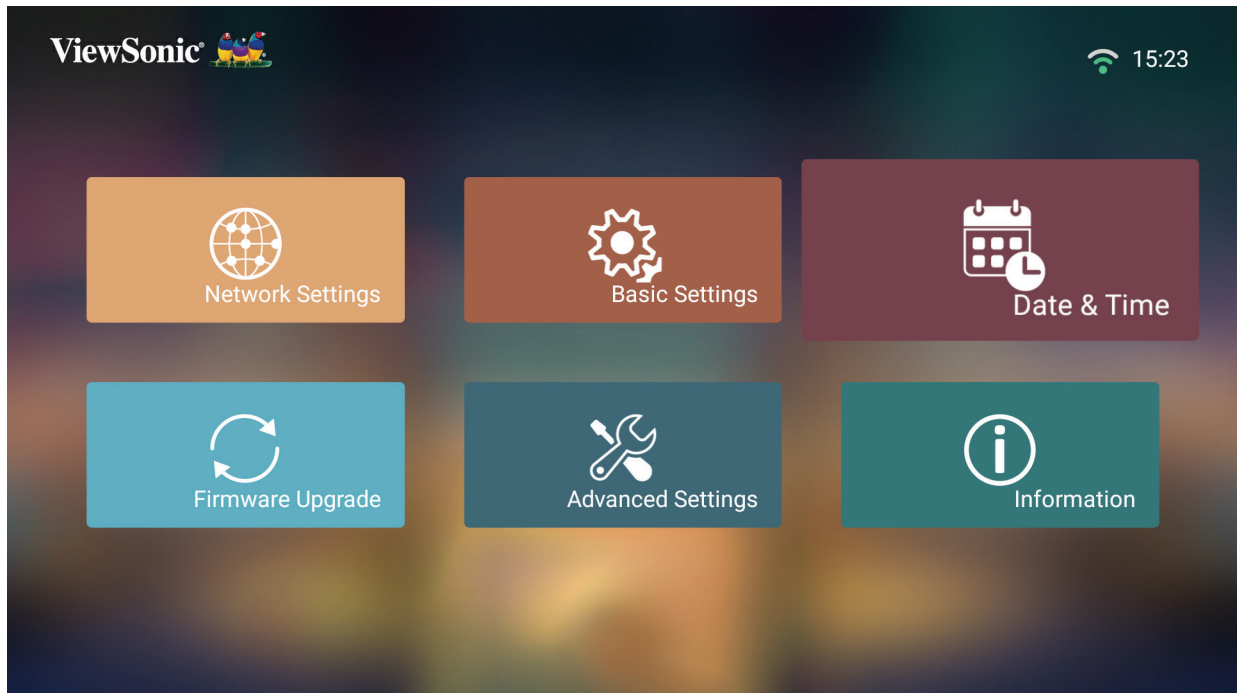 ViewSonic®
15:23
Network Settings
Basic Settings
Date & Time
Firmware Upgrade
Advanced Settings
Information